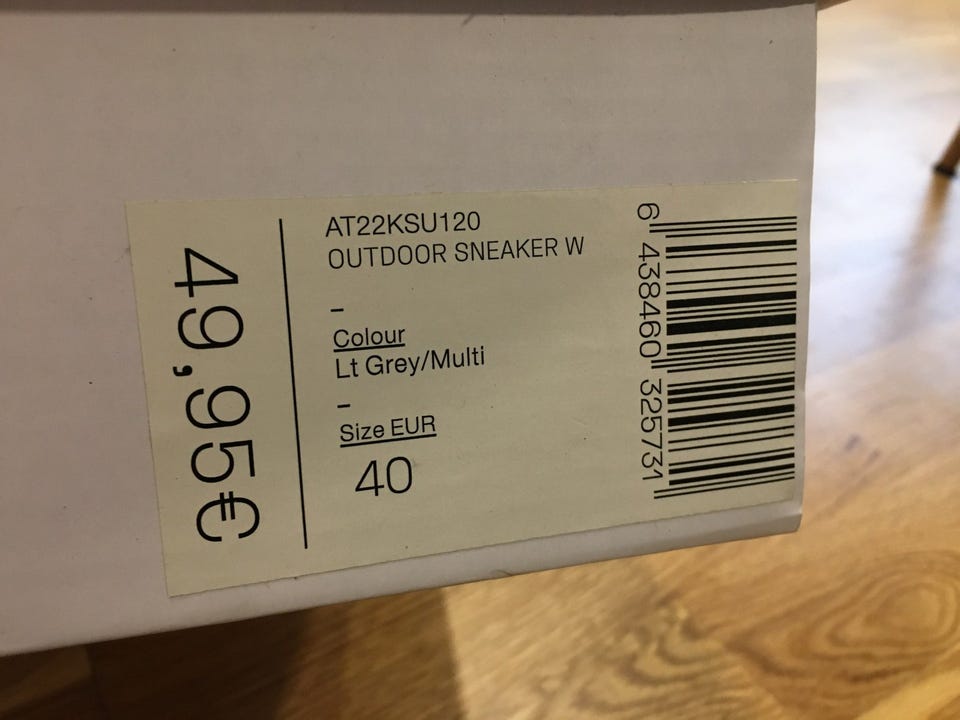 49,95€
AT22KSU120
OUTDOOR SNEAKER W
–
Colour
Lt Grey/Multi
–
Size EUR
40
6 438460 325731